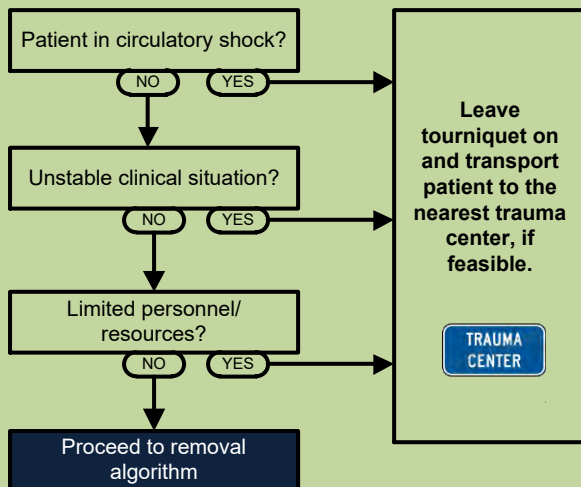 Patient in circulatory shock?
NO
YES
Unstable clinical situation?
NO
YES
Limited personnel/
resources?
NO
YES
Proceed to removal
algorithm
Leave
tourniquet on
and transport
patient to the
nearest trauma
center, if
feasible.
TRAUMA
CENTER